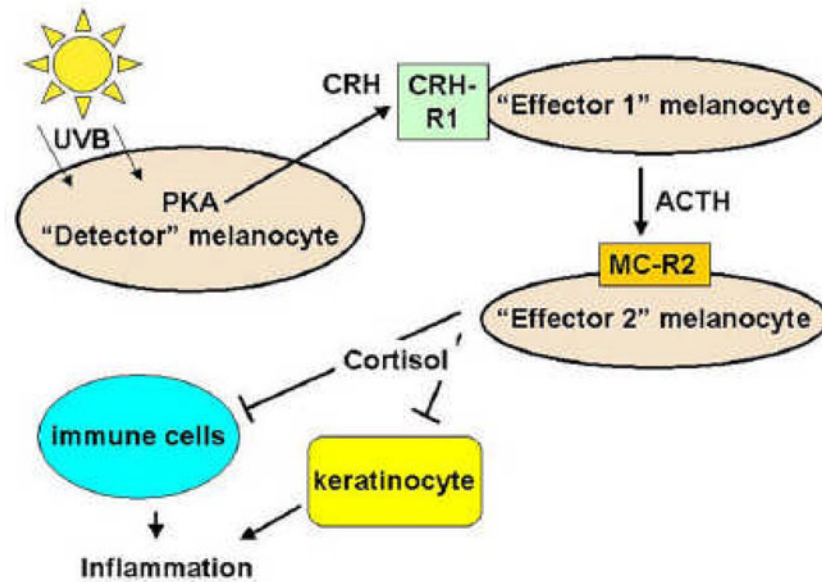 UVB
PKA
“Detector” melanocyte
CRH
CRH-
R1
“Effector 1” melanocyte
ACTH
MC-R2
“Effector 2” melanocyte
Cortisol
immune cells
keratinocyte
Inflammation